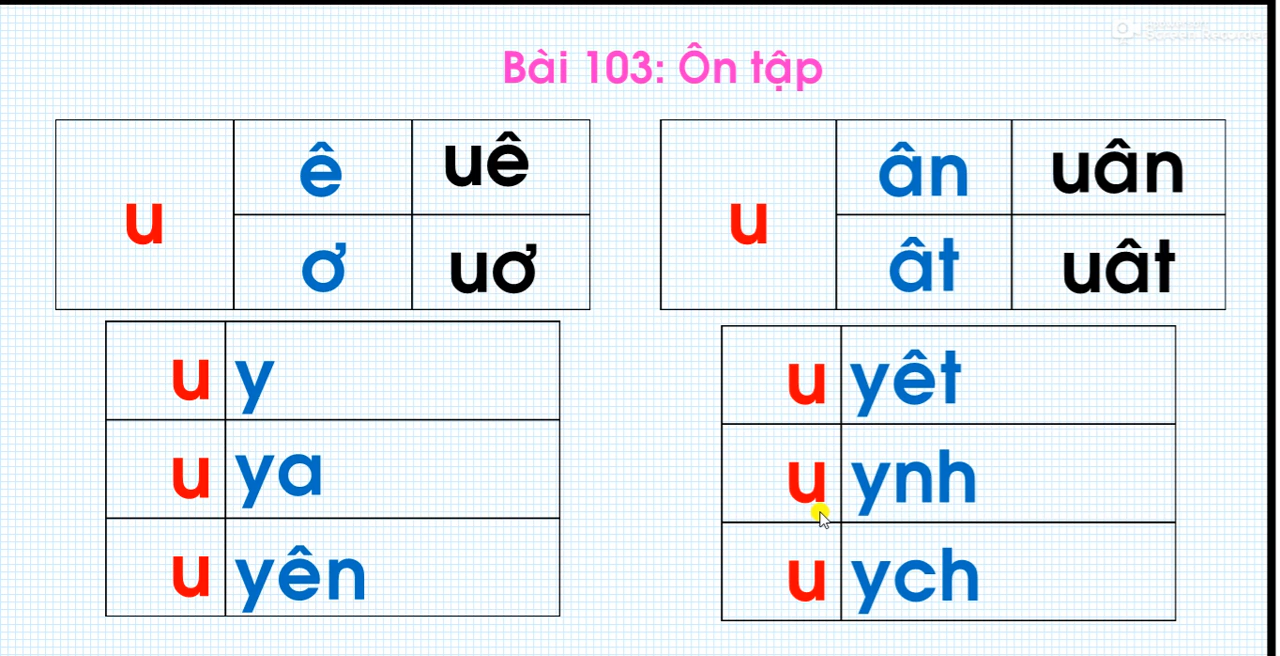 Bài 103: Ôn tập
u ê uê
ơ uơ
u ân uân
ât uât
u y
u ya
u yên
u yêt
u ynh
u ych